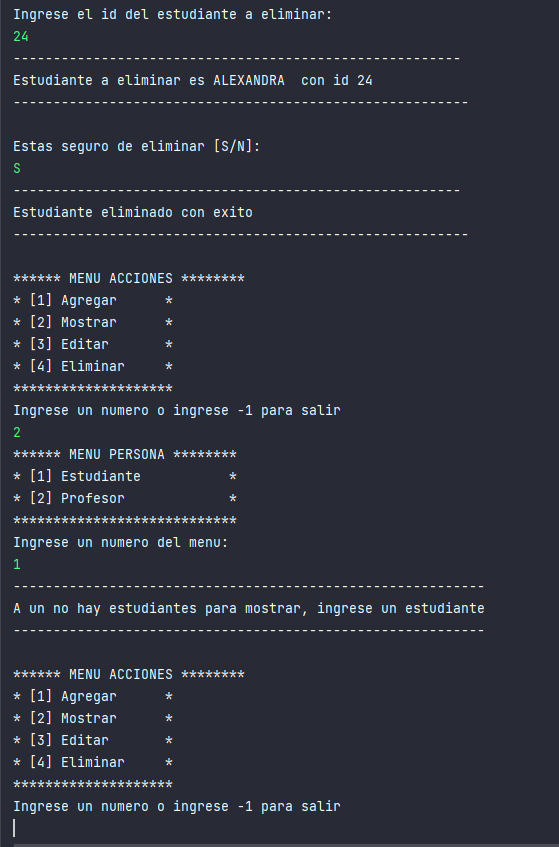 Ingrese el id del estudiante a eliminar:
24
--------------------------------------------------------
Estudiante a eliminar es ALEXANDRA  con id 24
---------------------------------------------------------
Estas seguro de eliminar [S/N]:
S
--------------------------------------------------------
Estudiante eliminado con exito
---------------------------------------------------------
****** MENU ACCIONES ********
* [1] Agregar      *
* [2] Mostrar      *
* [3] Editar       *
* [4] Eliminar     *
********************
Ingrese un numero o ingrese -1 para salir
2
****** MENU PERSONA ********
* [1] Estudiante           *
* [2] Profesor             *
****************************
Ingrese un numero del menu:
1
-----------------------------------------------------------
A un no hay estudiantes para mostrar, ingrese un estudiante
-----------------------------------------------------------
****** MENU ACCIONES ********
* [1] Agregar      *
* [2] Mostrar      *
* [3] Editar       *
* [4] Eliminar     *
********************
Ingrese un numero o ingrese -1 para salir